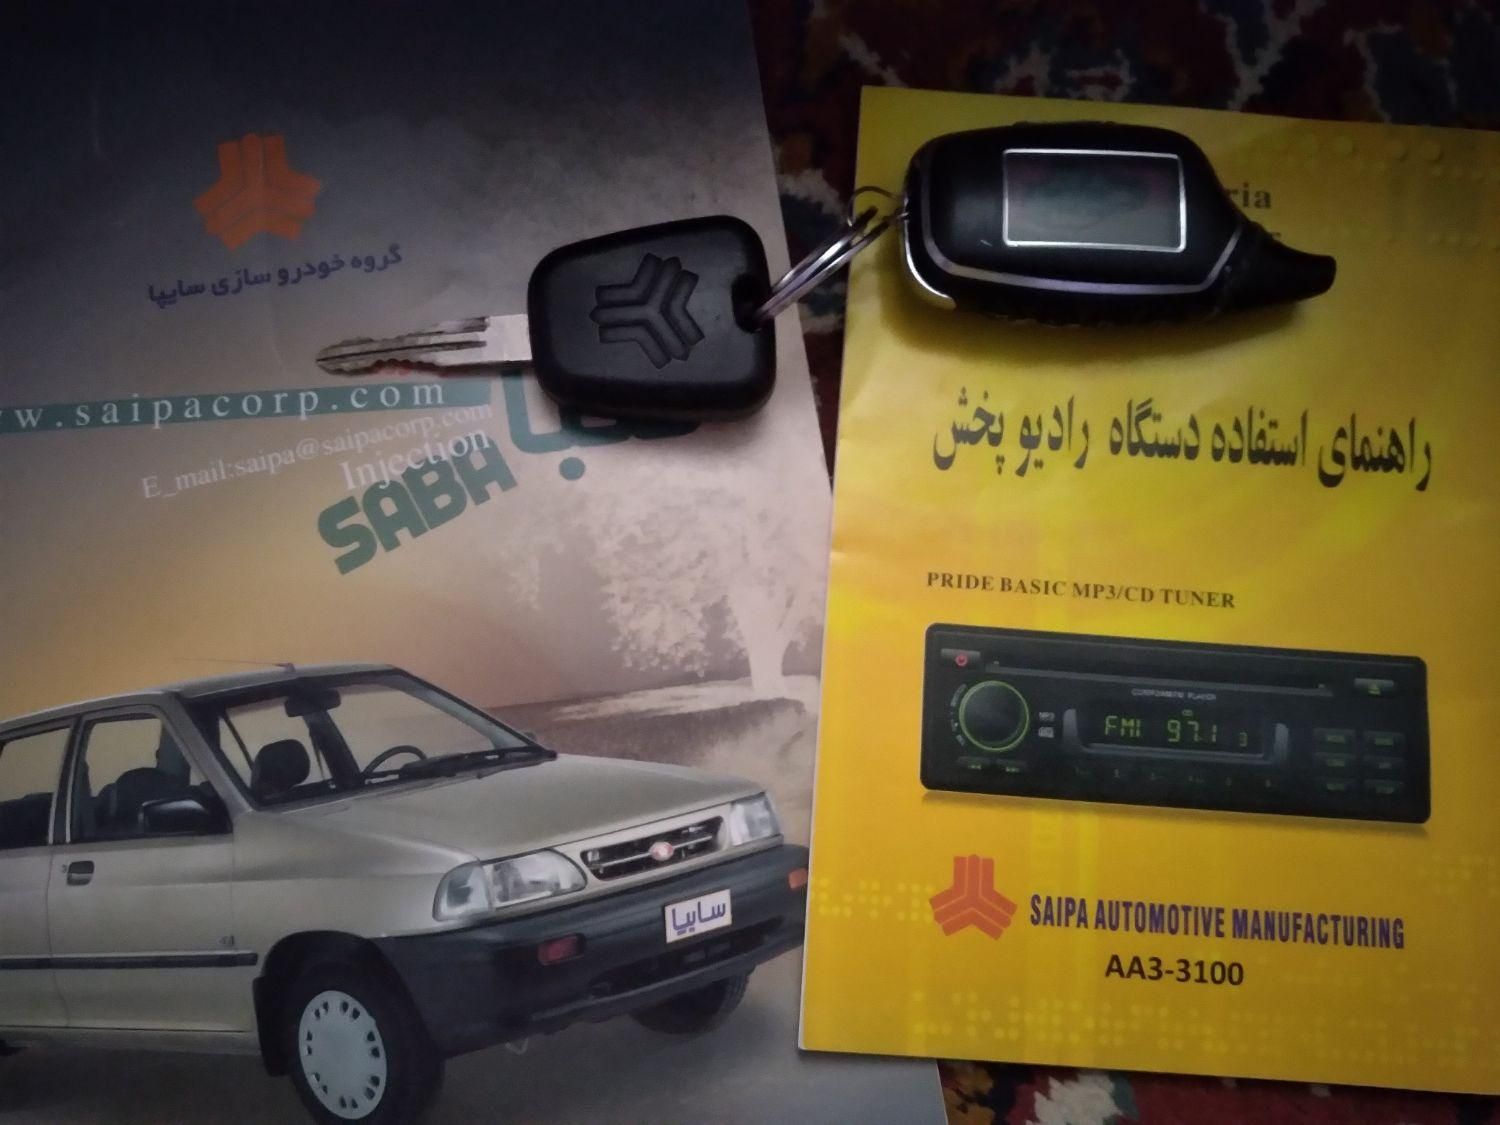 گروه خودرو سازی سایپا
www.saipacorp.com
E_mail:saipa@saipacorp.com
Injection
SABA
سایپا
راهنمای استفاده دستگاه رادیو پخش
PRIDE BASIC MP3/CD TUNER
FM1 97.1 3
SAIPA AUTOMOTIVE MANUFACTURING
AA3-3100